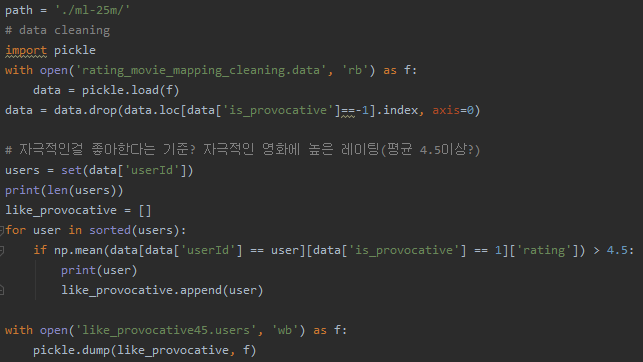 path = './ml-25m/'
# data cleaning
import pickle
with open('rating_movie_mapping_cleaning.data', 'rb') as f:
    data = pickle.load(f)
data = data.drop(data.loc[data['is_provocative']==-1].index, axis=0)

# 자극적인걸 좋아한다는 기준? 자극적인 영화에 높은 레이팅(평균 4.5이상?)
users = set(data['userId'])
print(len(users))
like_provocative = []
for user in sorted(users):
    if np.mean(data[data['userId'] == user][data['is_provocative'] == 1]['rating']) > 4.5:
        print(user)
        like_provocative.append(user)

with open('like_provocative45.users', 'wb') as f:
    pickle.dump(like_provocative, f)